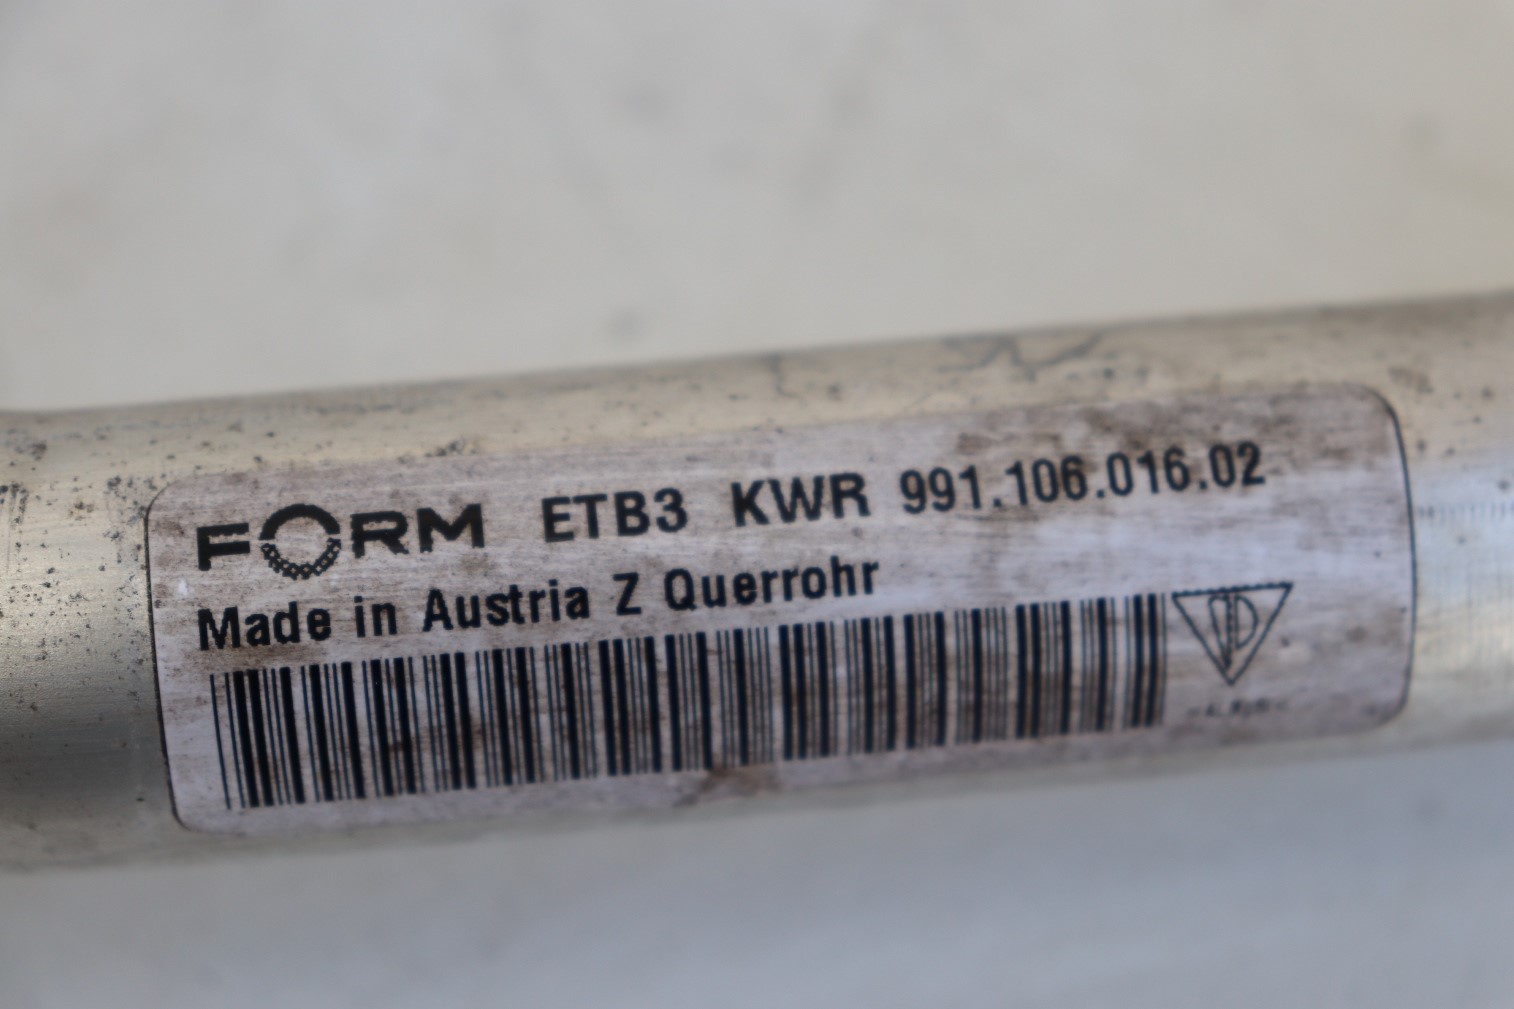 FORM ETB3 KWR 991.106.016.02
Made in Austria Z Querrohr